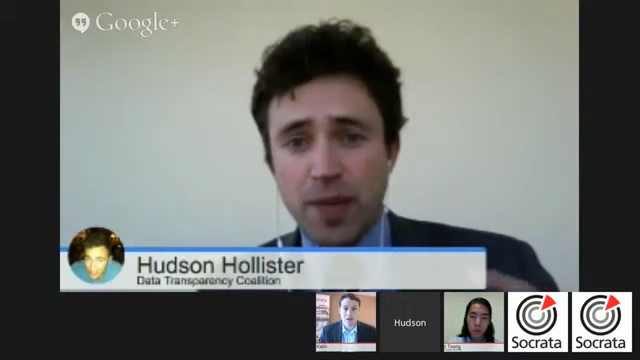 Google+
Hudson Hollister
Data Transparency Coalition
Hudson
Socrata
Socrata